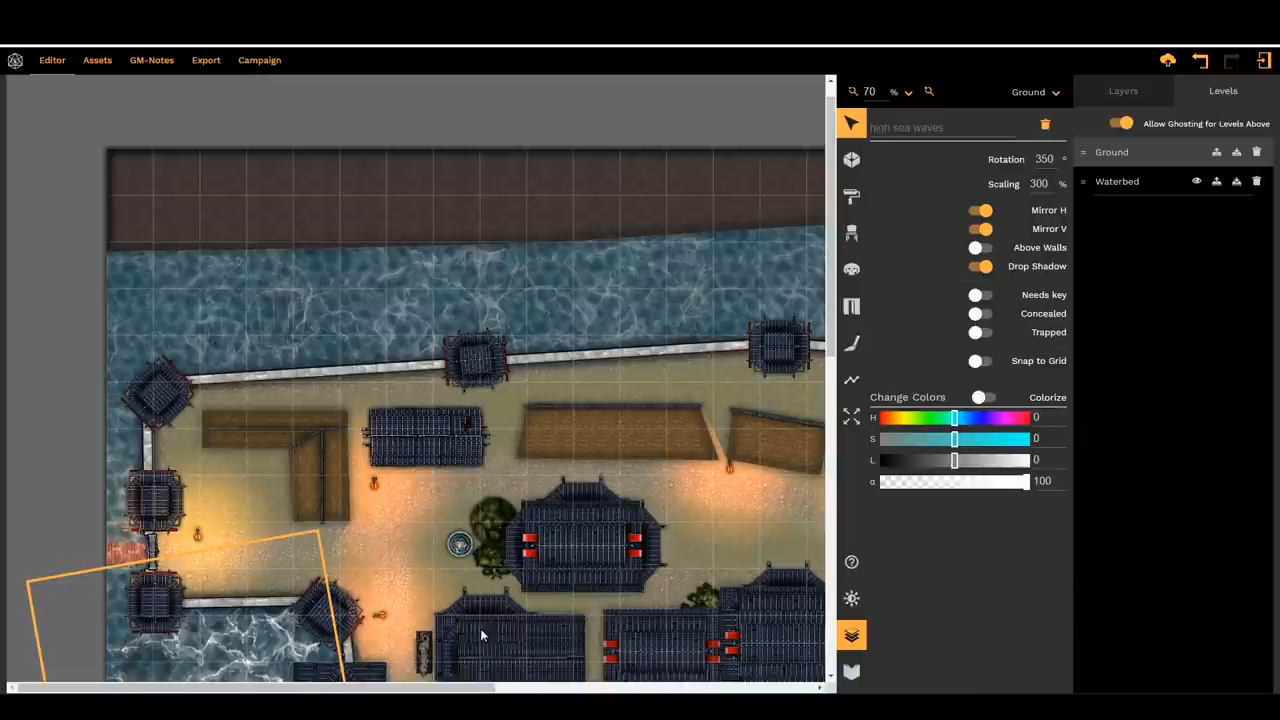 Editor Assets GM-Notes Export Campaign
70 % Ground Layers Levels
high sea waves Allow Ghosting for Levels Above
Rotation 350 ° Ground
Scaling 300 % Waterbed
Mirror H
Mirror V
Above Walls
Drop Shadow
Needs key
Concealed
Trapped
Snap to Grid
Change Colors Colorize
H 0
S 0
L 0
α 100